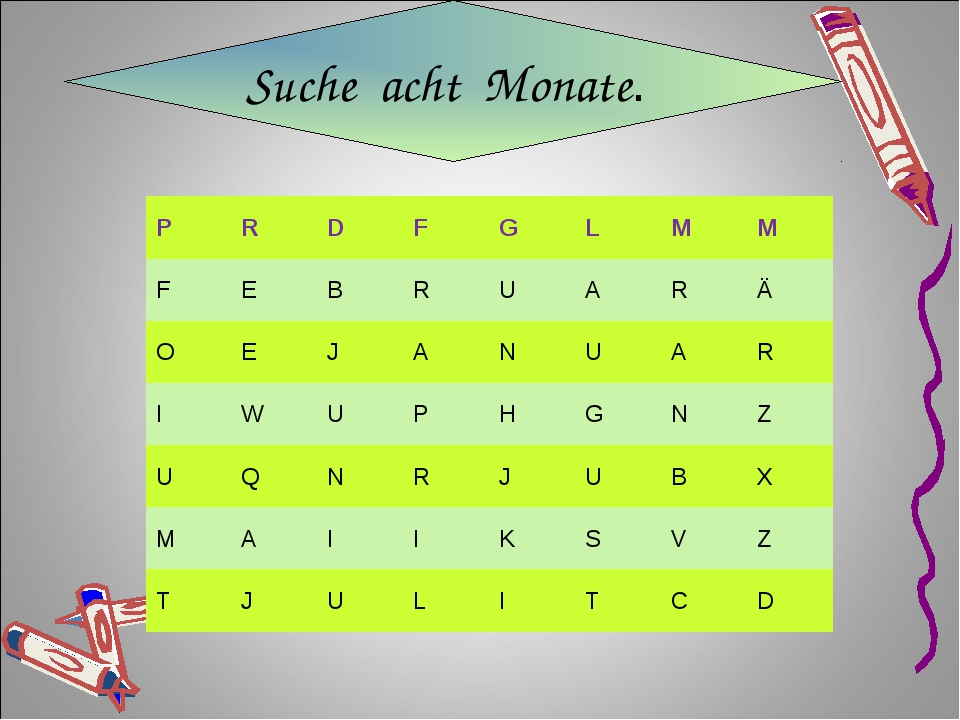 Suche acht Monate.
P R D F G L M M
F E B R U A R Ä
O E J A N U A R
I W U P H G N Z
U Q N R J U B X
M A I I K S V Z
T J U L I T C D